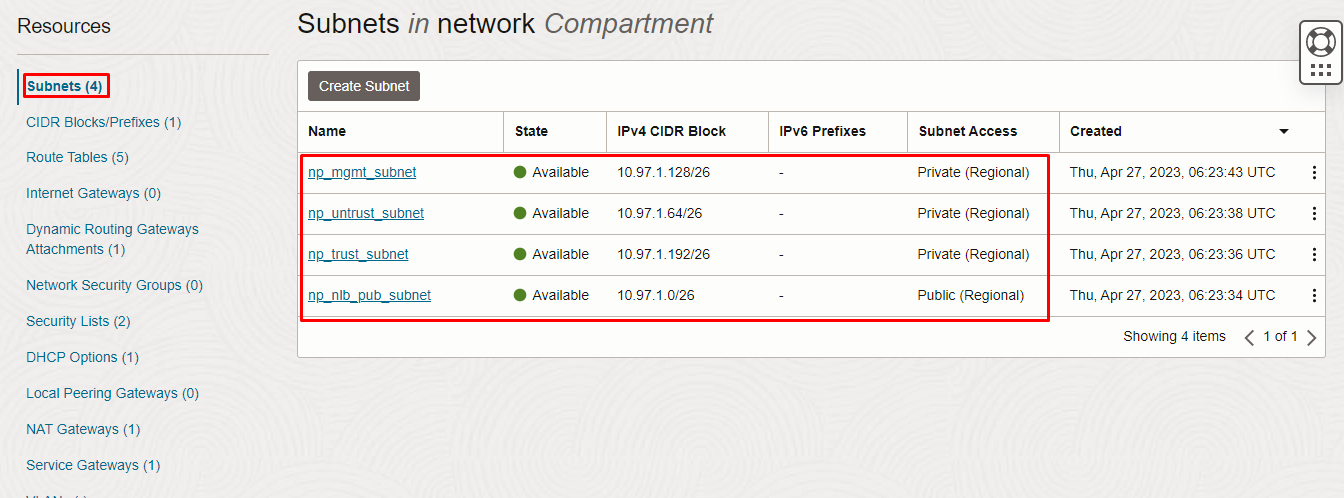 Resources
Subnets (4)
CIDR Blocks/Prefixes (1)
Route Tables (5)
Internet Gateways (0)
Dynamic Routing Gateways
Attachments (1)
Network Security Groups (0)
Security Lists (2)
DHCP Options (1)
Local Peering Gateways (0)
NAT Gateways (1)
Service Gateways (1)
Subnets in network Compartment
Create Subnet
Name State IPv4 CIDR Block IPv6 Prefixes Subnet Access Created
np_mgmt_subnet Available 10.97.1.128/26 - Private (Regional) Thu, Apr 27, 2023, 06:23:43 UTC
np_untrust_subnet Available 10.97.1.64/26 - Private (Regional) Thu, Apr 27, 2023, 06:23:38 UTC
np_trust_subnet Available 10.97.1.192/26 - Private (Regional) Thu, Apr 27, 2023, 06:23:36 UTC
np_nlb_pub_subnet Available 10.97.1.0/26 - Public (Regional) Thu, Apr 27, 2023, 06:23:34 UTC
Showing 4 items 1 of 1